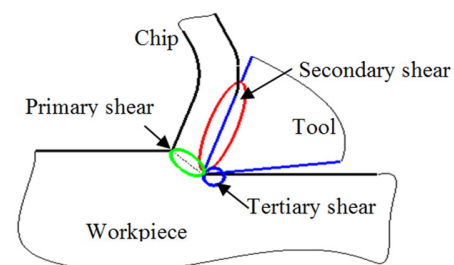 Chip
Secondary shear
Primary shear
Tool
Tertiary shear
Workpiece